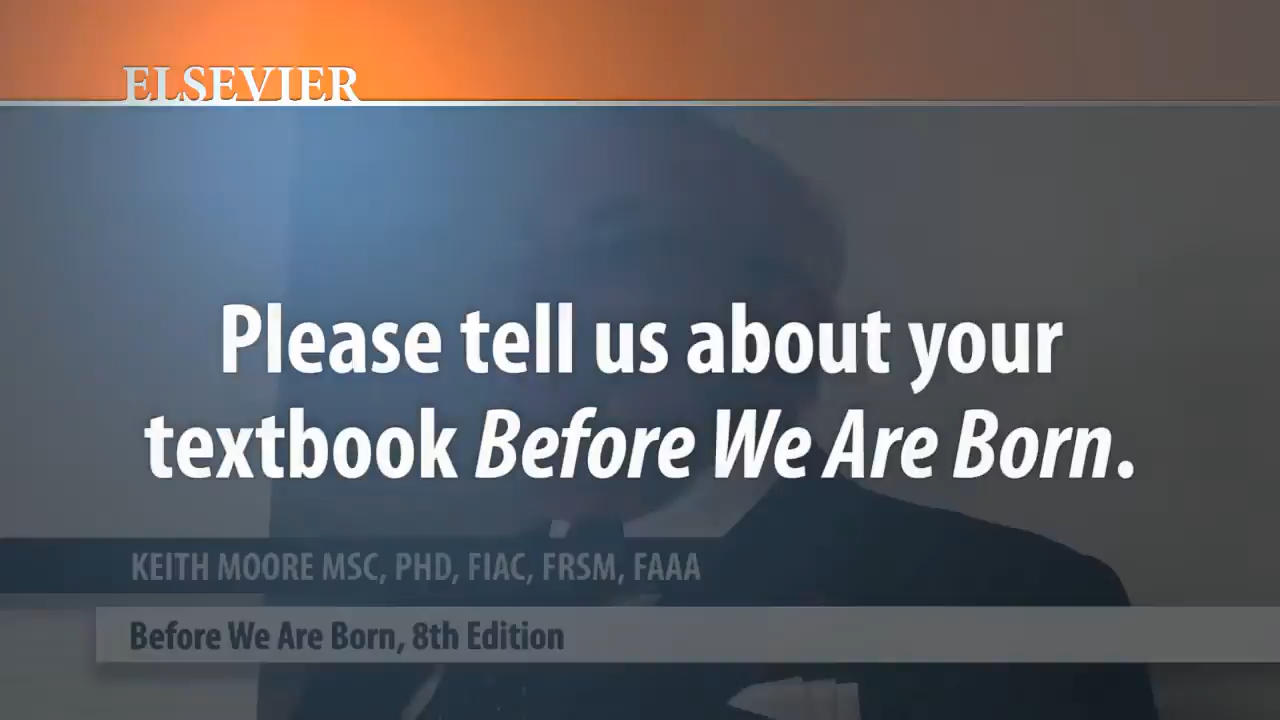 ELSEVIER
Please tell us about your
textbook Before We Are Born.
KEITH MOORE MSC, PHD, FIAC, FRSM, FAAA
Before We Are Born, 8th Edition